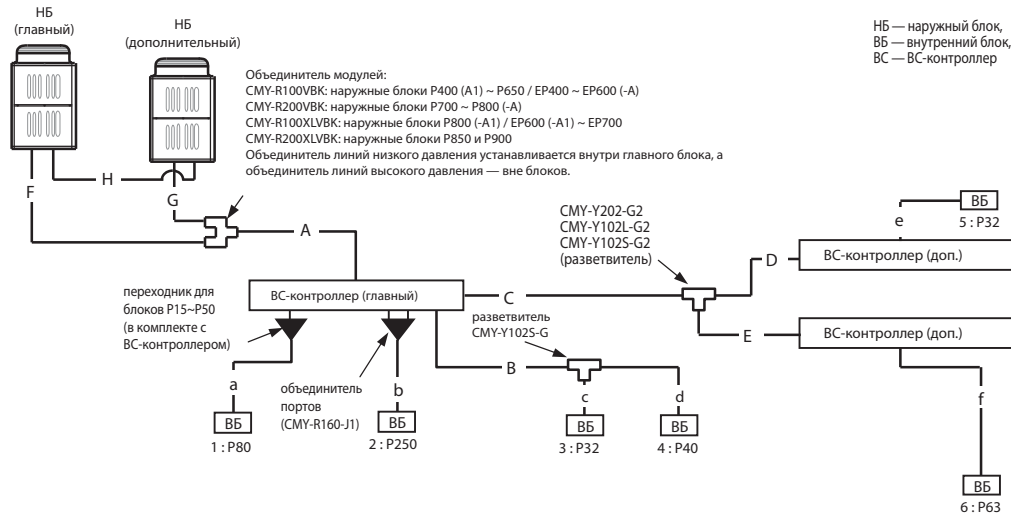 НБ
(главный)
НБ
(дополнительный)
НБ — наружный блок,
ВБ — внутренний блок,
ВС — ВС-контроллер
Объединитель модулей:
CMY-R100VBK: наружные блоки P400 (A1) ~ P650 / EP400 ~ EP600 (-A)
CMY-R200VBK: наружные блоки P700 ~ P800 (-A)
CMY-R100XLVBK: наружные блоки P800 (-A1) / EP600 (-A1) ~ EP700
CMY-R200XLVBK: наружные блоки P850 и P900
Объединитель линий низкого давления устанавливается внутри главного блока, а
объединитель линий высокого давления — вне блоков.
F
H
G
A
CMY-Y202-G2
CMY-Y102L-G2
CMY-Y102S-G2
(разветвитель)
e
ВБ
5 : P32
D
ВС-контроллер (доп.)
переходник для
блоков P15~P50
(в комплекте с
ВС-контроллером)
ВС-контроллер (главный)
C
разветвитель
CMY-Y102S-G
E
ВС-контроллер (доп.)
B
a
объединитель
портов
(CMY-R160-J1)
b
c
d
f
ВБ
1 : P80
ВБ
2 : P250
ВБ
3 : P32
ВБ
4 : P40
ВБ
6 : P63